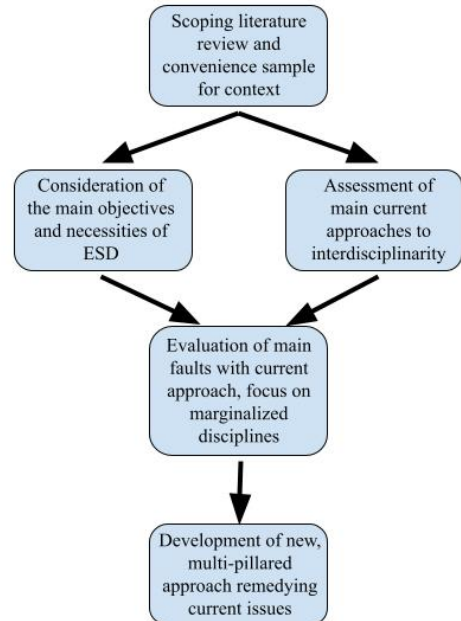 Scoping literature
review and
convenience sample
for context
Consideration of
the main objectives
and necessities of
ESD
Assessment of
main current
approaches to
interdisciplinarity
Evaluation of main
faults with current
approach, focus on
marginalized
disciplines
Development of new,
multi-pillared
approach remedying
current issues